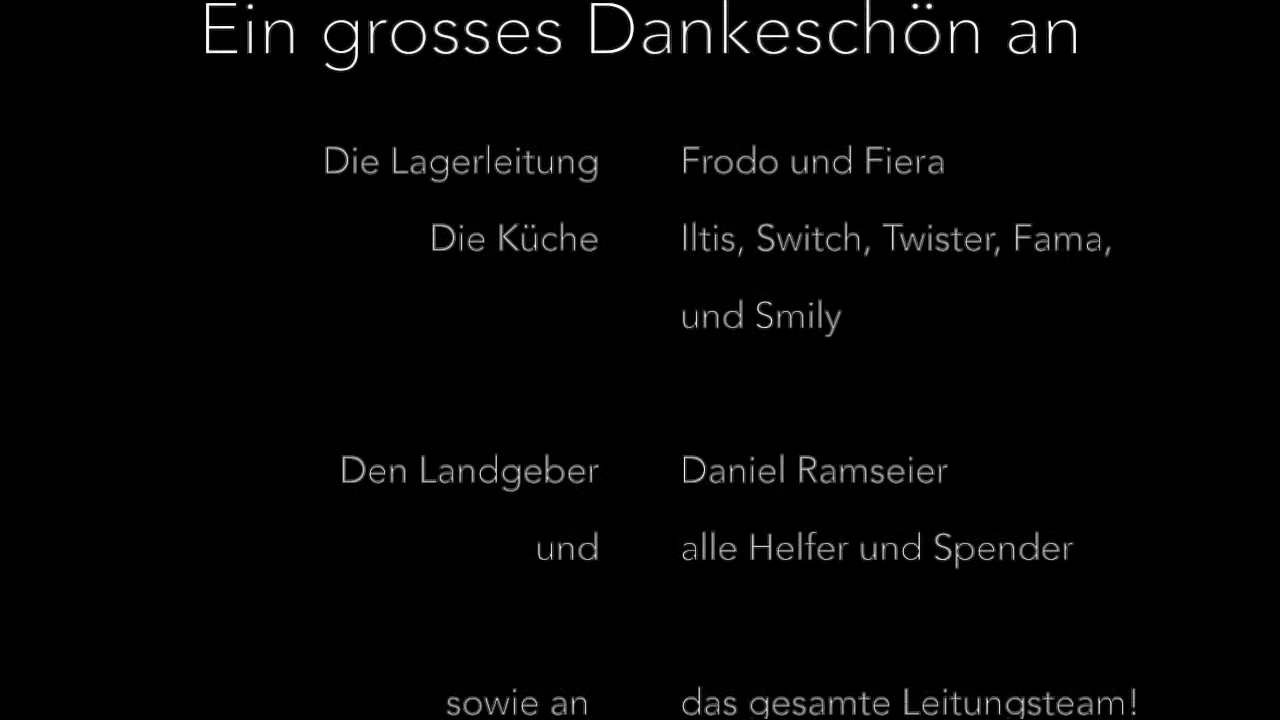 Ein grosses Dankeschön an
Die Lagerleitung Frodo und Fiera
Die Küche Iltis, Switch, Twister, Fama,
und Smily
Den Landgeber Daniel Ramseier
und alle Helfer und Spender
sowie an das gesamte Leitungsteam!